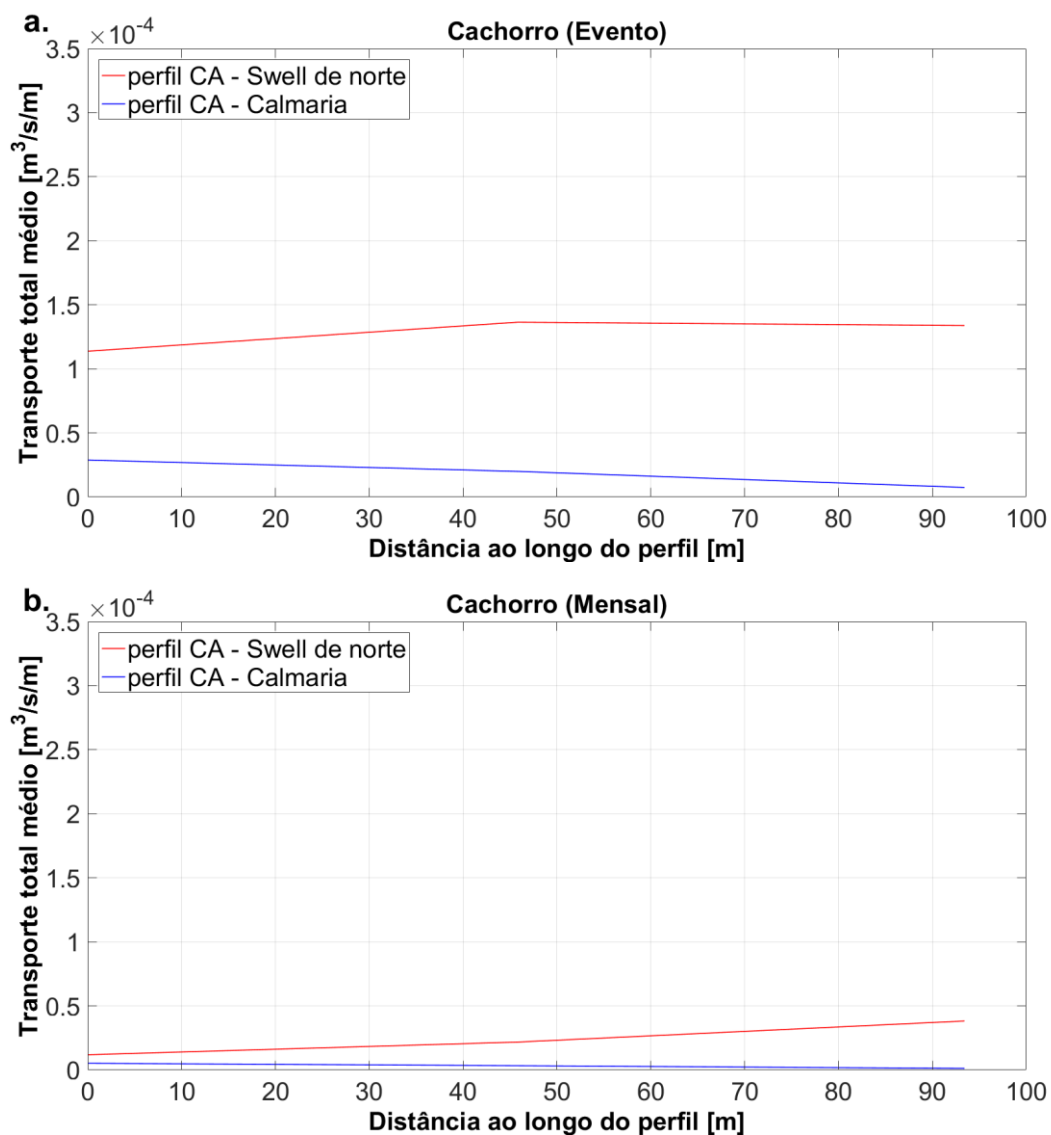 a.
×10⁻⁴
Cachorro (Evento)
3.5
3
2.5
2
1.5
1
0.5
0
Transporte total médio [m³/s/m]
perfil CA - Swell de norte
perfil CA - Calmaria
0 10 20 30 40 50 60 70 80 90 100
Distância ao longo do perfil [m]
b.
×10⁻⁴
Cachorro (Mensal)
3.5
3
2.5
2
1.5
1
0.5
0
Transporte total médio [m³/s/m]
perfil CA - Swell de norte
perfil CA - Calmaria
0 10 20 30 40 50 60 70 80 90 100
Distância ao longo do perfil [m]